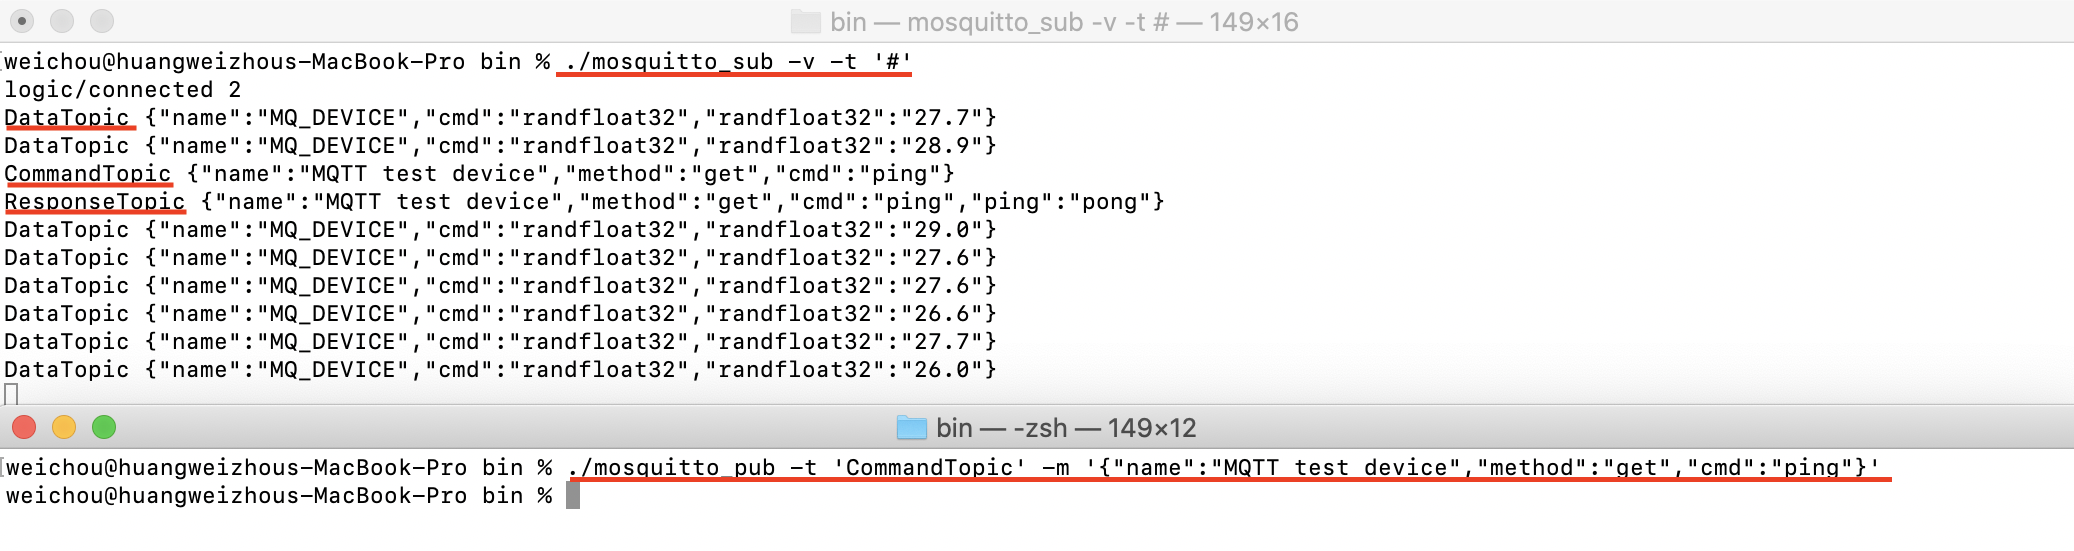 bin — mosquitto_sub -v -t # — 149×16
weichou@huangweizhous-MacBook-Pro bin % ./mosquitto_sub -v -t '#'
logic/connected 2
DataTopic {"name":"MQ_DEVICE","cmd":"randfloat32","randfloat32":"27.7"}
DataTopic {"name":"MQ_DEVICE","cmd":"randfloat32","randfloat32":"28.9"}
CommandTopic {"name":"MQTT test device","method":"get","cmd":"ping"}
ResponseTopic {"name":"MQTT test device","method":"get","cmd":"ping","ping":"pong"}
DataTopic {"name":"MQ_DEVICE","cmd":"randfloat32","randfloat32":"29.0"}
DataTopic {"name":"MQ_DEVICE","cmd":"randfloat32","randfloat32":"27.6"}
DataTopic {"name":"MQ_DEVICE","cmd":"randfloat32","randfloat32":"27.6"}
DataTopic {"name":"MQ_DEVICE","cmd":"randfloat32","randfloat32":"26.6"}
DataTopic {"name":"MQ_DEVICE","cmd":"randfloat32","randfloat32":"27.7"}
DataTopic {"name":"MQ_DEVICE","cmd":"randfloat32","randfloat32":"26.0"}
bin — -zsh — 149×12
weichou@huangweizhous-MacBook-Pro bin % ./mosquitto_pub -t 'CommandTopic' -m '{"name":"MQTT test device","method":"get","cmd":"ping"}'
weichou@huangweizhous-MacBook-Pro bin %